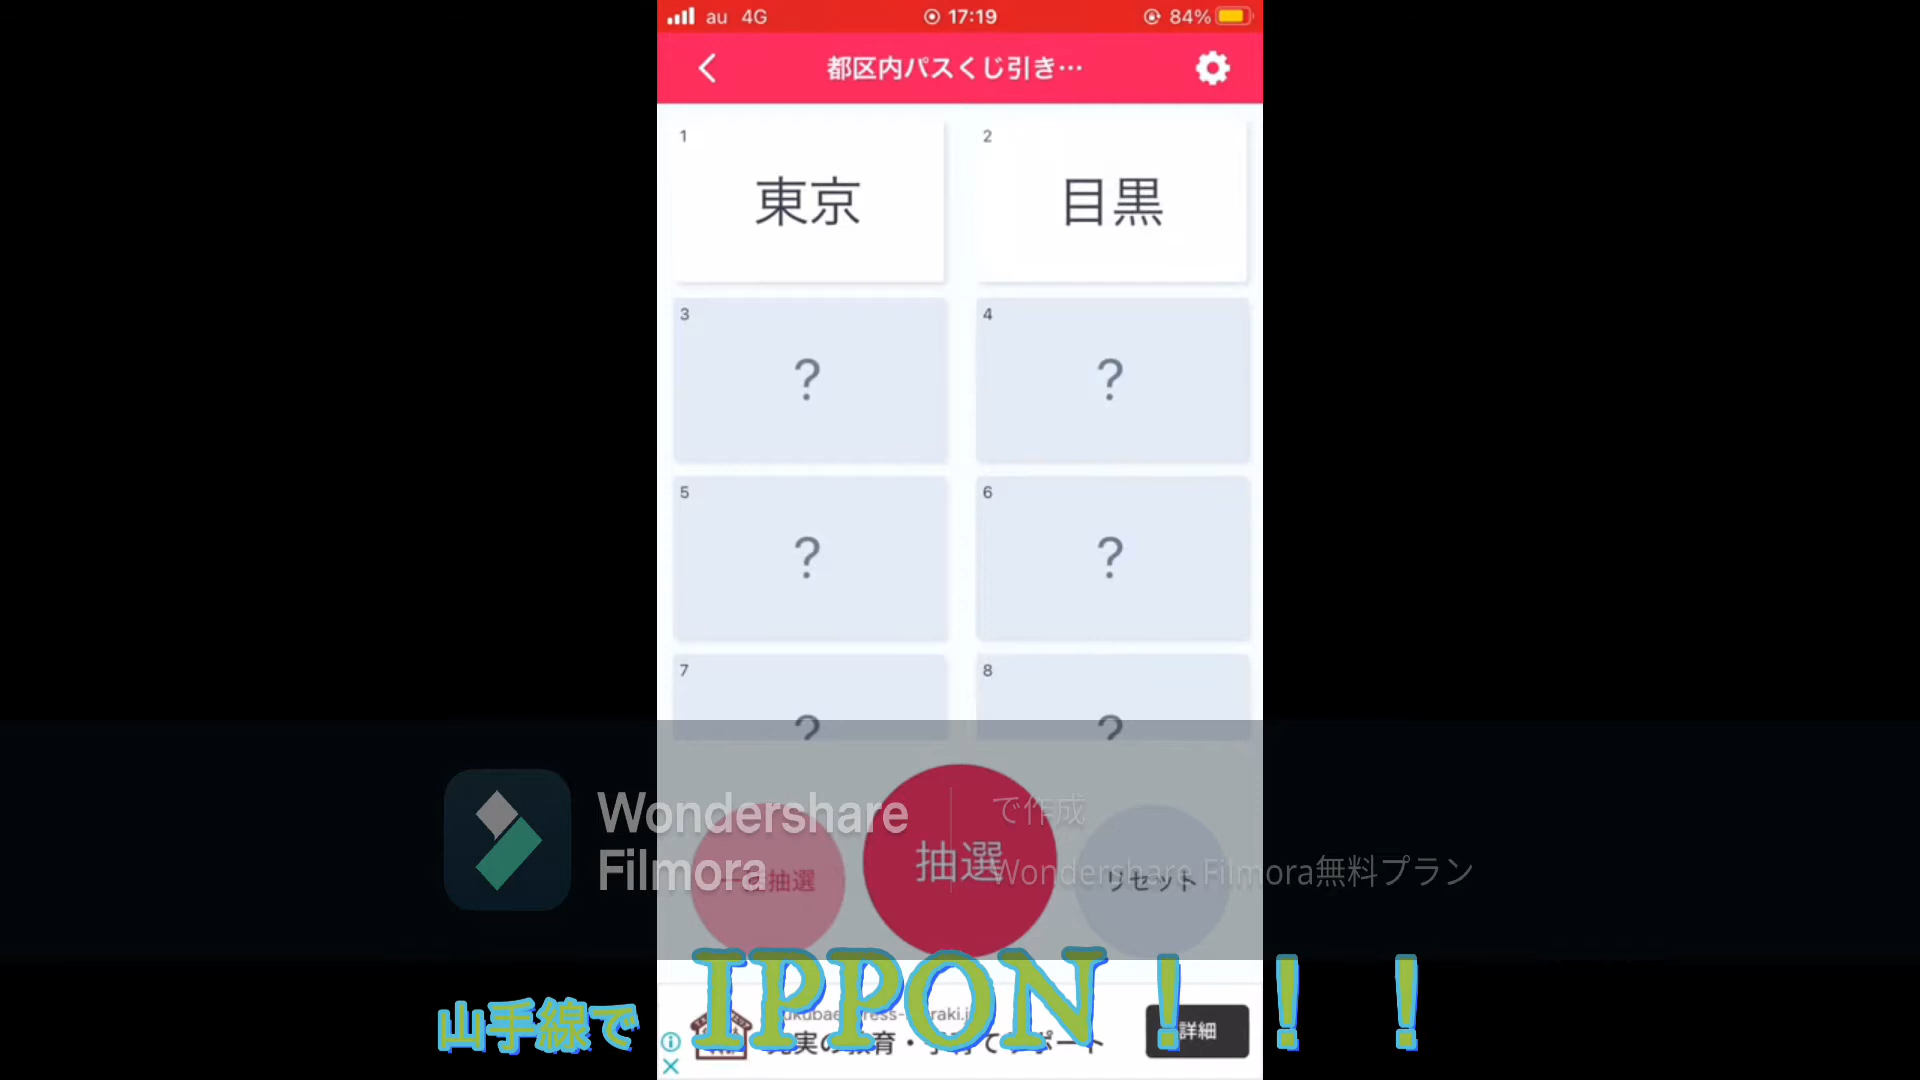 au 4G 17:19 84%
都区内パスくじ引き…
1
東京
2
目黒
3
?
4
?
5
?
6
?
7
?
8
?
Wondershare
Filmora
で作成
Wondershare Filmora無料プラン
抽選
抽選
リセット
山手線で IPPON！！！
詳細